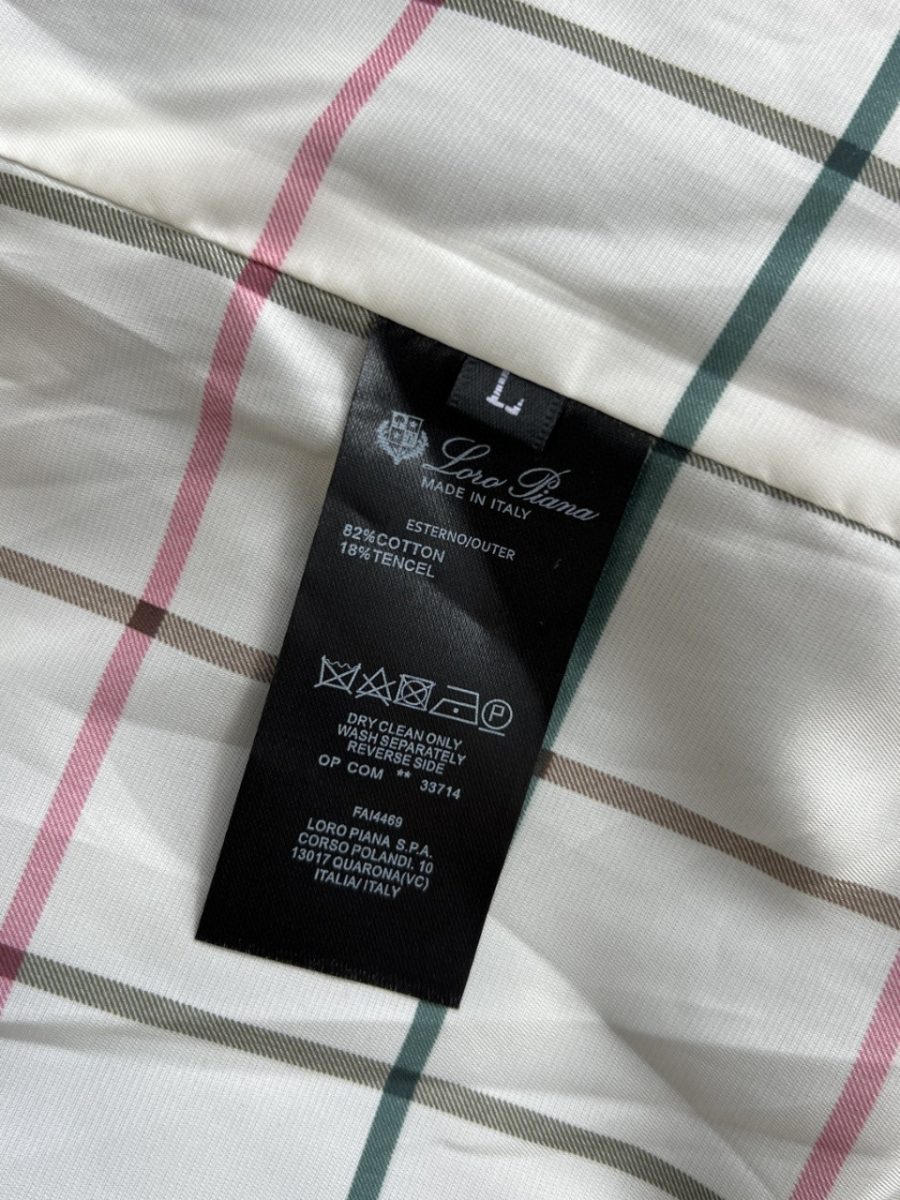 L
Loro Piana
MADE IN ITALY
ESTERNO/OUTER
82%COTTON
18%TENCEL
P
DRY CLEAN ONLY
WASH SEPARATELY
REVERSE SIDE
OP COM ** 33714
FAI4469
LORO PIANA S.P.A.
CORSO POLANDI. 10
13017 QUARONA(VC)
ITALIA/ ITALY